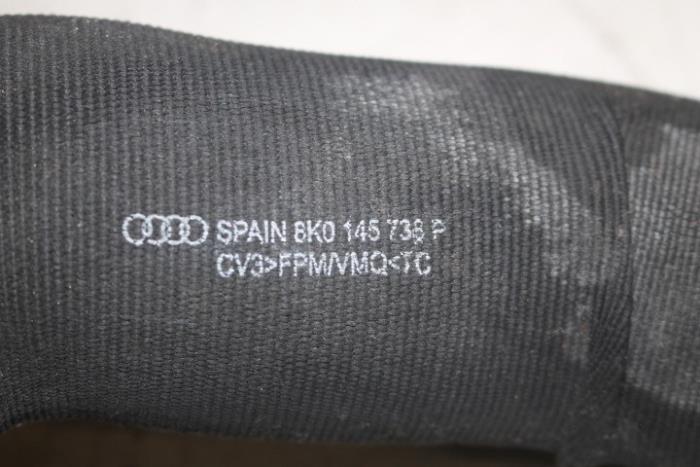 SPAIN 8K0 145 738 P
CV3>FPM/VMQ<TC